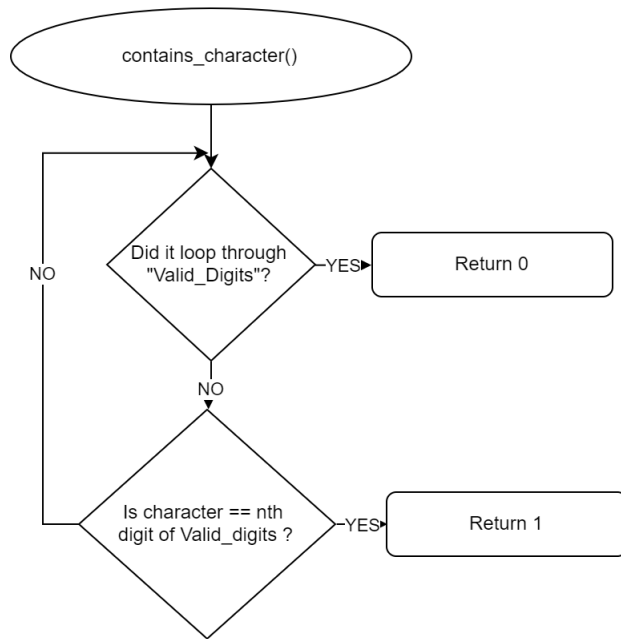 contains_character()
Did it loop through
"Valid_Digits"?
YES
Return 0
NO
NO
Is character == nth
digit of Valid_digits ?
YES
Return 1